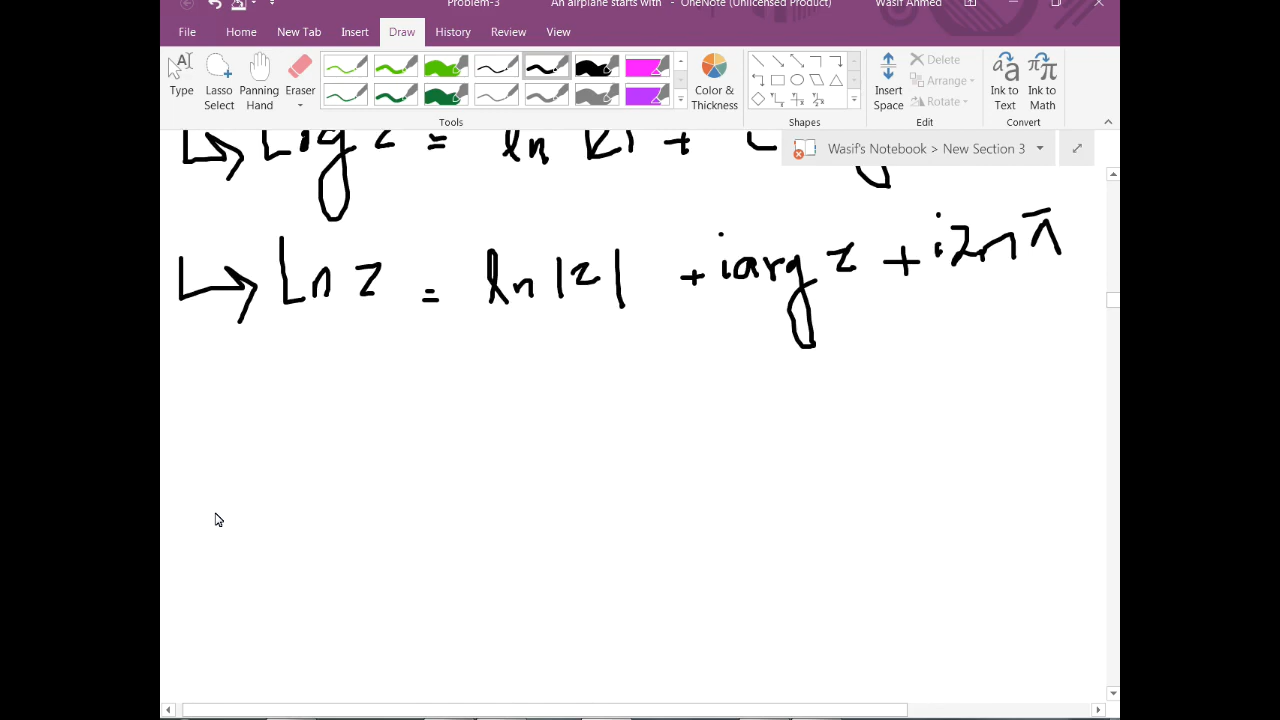 Problem-3 An airplane starts with - OneNote (Unlicensed Product) Wasif Ahmed
File Home New Tab Insert Draw History Review View
Type Lasso Select Panning Hand Eraser Color & Thickness Insert Space Delete Arrange Rotate Ink to Text Ink to Math
Tools Shapes Edit Convert
Wasif's Notebook > New Section 3
↳ Log z = ln |z| + i
↳ Ln z = ln |z| + i arg z + i2nπ